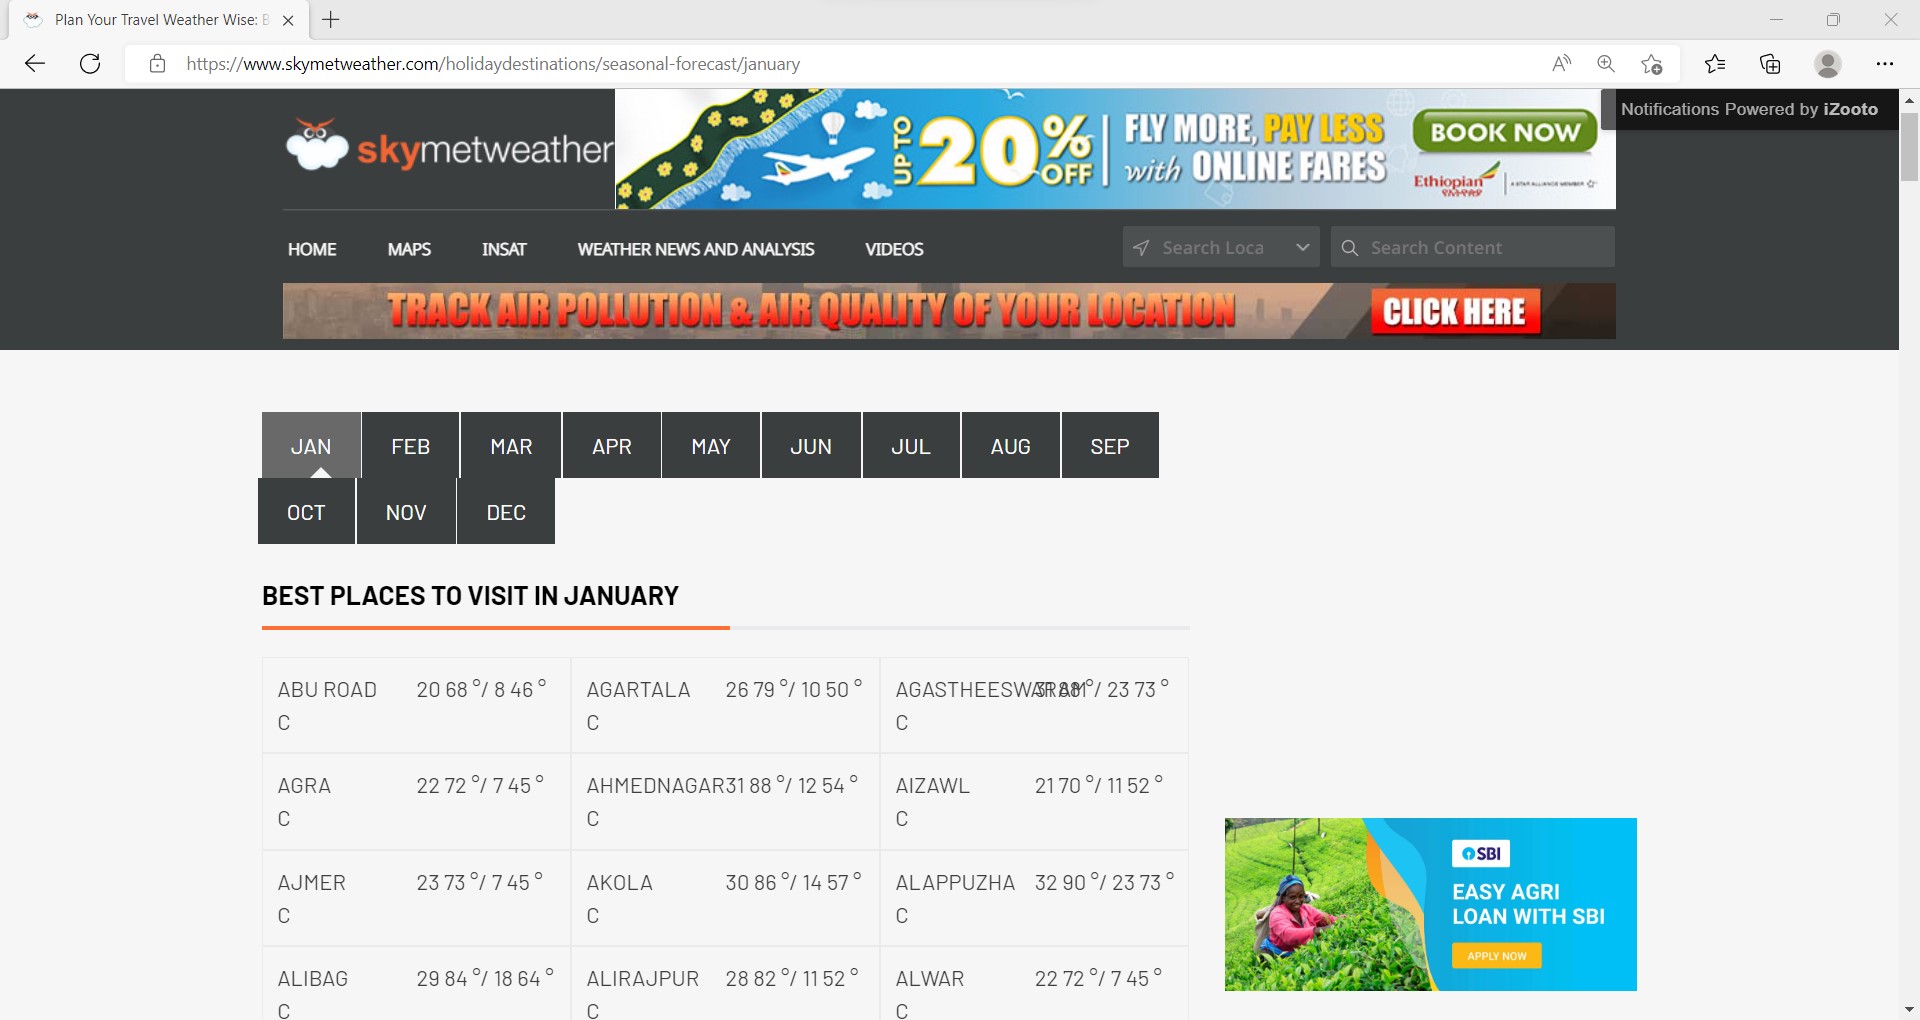 Plan Your Travel Weather Wise: B
https://www.skymetweather.com/holidaydestinations/seasonal-forecast/january
Notifications Powered by iZooto
skymetweather
UP TO 20% OFF
FLY MORE, PAY LESS
with ONLINE FARES
BOOK NOW
Ethiopian
A STAR ALLIANCE MEMBER
HOME MAPS INSAT WEATHER NEWS AND ANALYSIS VIDEOS
Search Loca
Search Content
TRACK AIR POLLUTION & AIR QUALITY OF YOUR LOCATION
CLICK HERE
JAN FEB MAR APR MAY JUN JUL AUG SEP
OCT NOV DEC
BEST PLACES TO VISIT IN JANUARY
ABU ROAD 20 68 °/ 8 46 °
C
AGARTALA 26 79 °/ 10 50 °
C
AGASTHEESWARAM 31 88 °/ 23 73 °
C
AGRA 22 72 °/ 7 45 °
C
AHMEDNAGAR 31 88 °/ 12 54 °
C
AIZAWL 21 70 °/ 11 52 °
C
AJMER 23 73 °/ 7 45 °
C
AKOLA 30 86 °/ 14 57 °
C
ALAPPUZHA 32 90 °/ 23 73 °
C
ALIBAG 29 84 °/ 18 64 °
C
ALIRAJPUR 28 82 °/ 11 52 °
C
ALWAR 22 72 °/ 7 45 °
C
SBI
EASY AGRI
LOAN WITH SBI
APPLY NOW